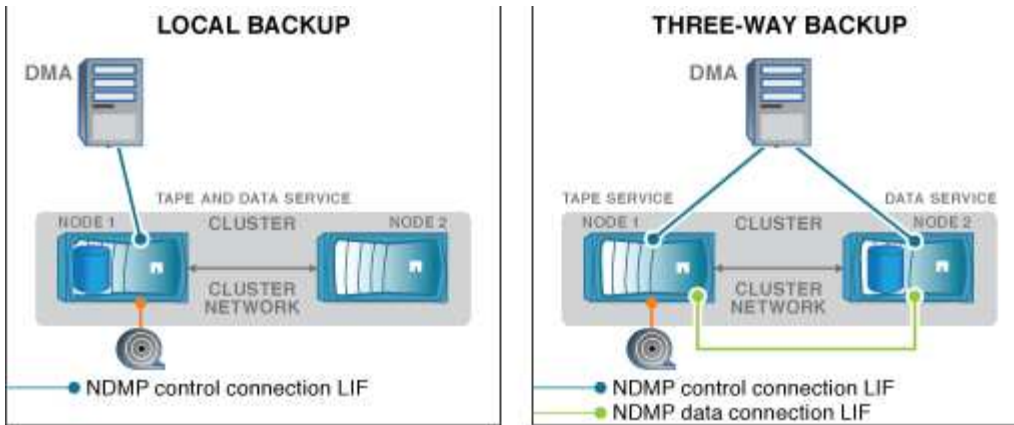 LOCAL BACKUP
DMA
TAPE AND DATA SERVICE
NODE 1
CLUSTER
NODE 2
CLUSTER
NETWORK
NDMP control connection LIF
THREE-WAY BACKUP
DMA
TAPE SERVICE
DATA SERVICE
NODE 1
CLUSTER
NODE 2
CLUSTER
NETWORK
NDMP control connection LIF
NDMP data connection LIF